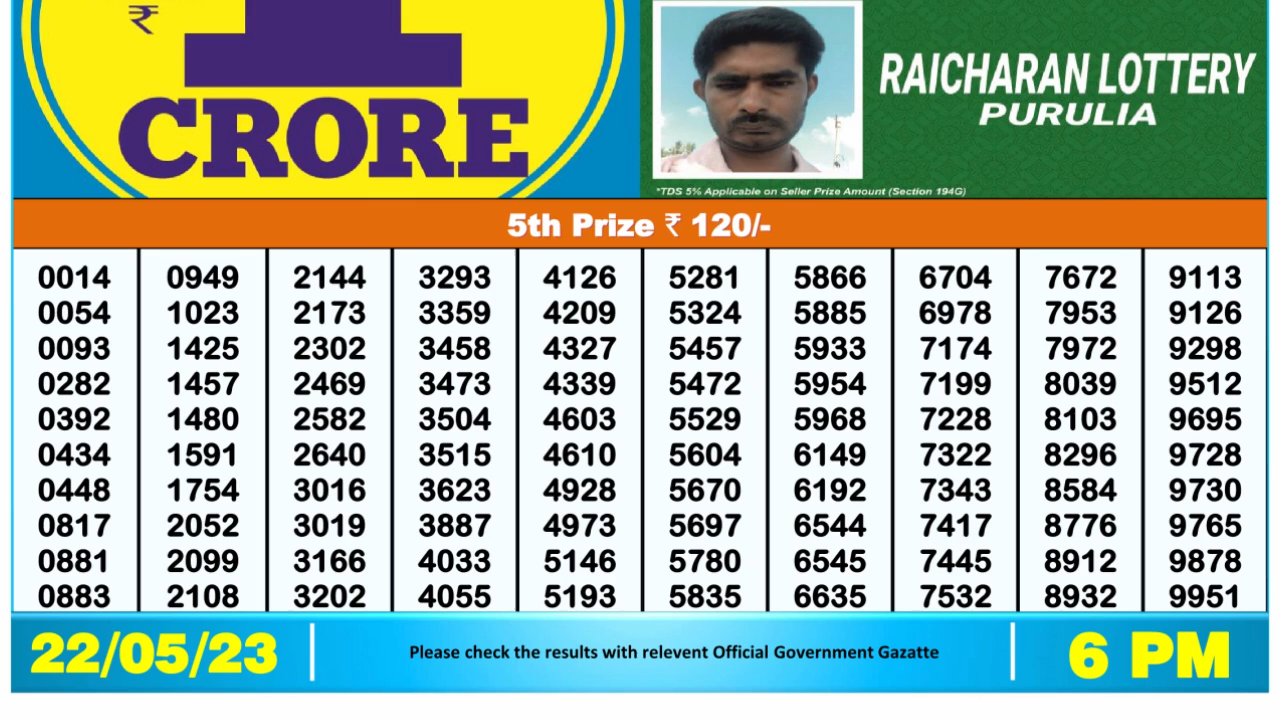 ₹
1
CRORE
RAICHARAN LOTTERY
PURULIA
*TDS 5% Applicable on Seller Prize Amount (Section 194G)
5th Prize ₹ 120/-
0014 0949 2144 3293 4126 5281 5866 6704 7672 9113
0054 1023 2173 3359 4209 5324 5885 6978 7953 9126
0093 1425 2302 3458 4327 5457 5933 7174 7972 9298
0282 1457 2469 3473 4339 5472 5954 7199 8039 9512
0392 1480 2582 3504 4603 5529 5968 7228 8103 9695
0434 1591 2640 3515 4610 5604 6149 7322 8296 9728
0448 1754 3016 3623 4928 5670 6192 7343 8584 9730
0817 2052 3019 3887 4973 5697 6544 7417 8776 9765
0881 2099 3166 4033 5146 5780 6545 7445 8912 9878
0883 2108 3202 4055 5193 5835 6635 7532 8932 9951
22/05/23
Please check the results with relevent Official Government Gazatte
6 PM